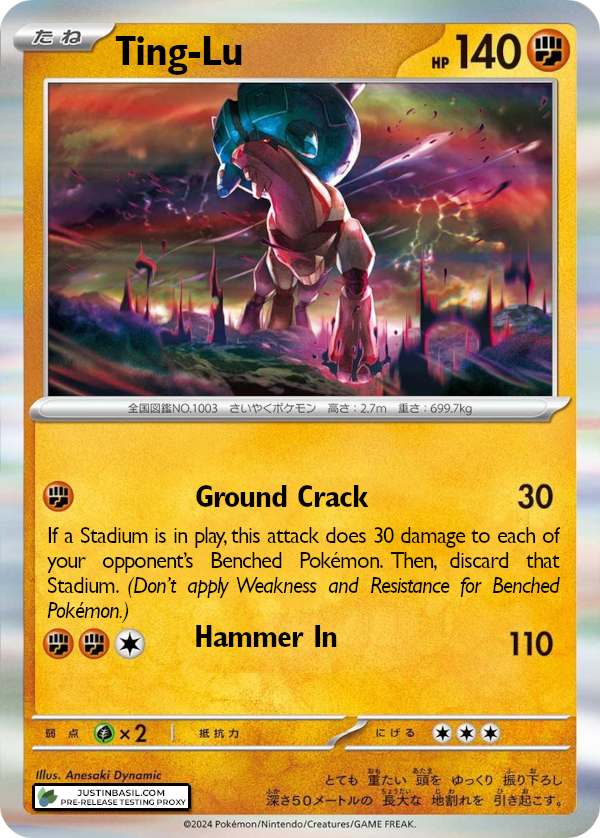 たね Ting-Lu HP 140
全国図鑑NO.1003 さいやくポケモン 高さ:2.7m 重さ:699.7kg
Ground Crack 30
If a Stadium is in play, this attack does 30 damage to each of
your opponent's Benched Pokémon. Then, discard that
Stadium. (Don't apply Weakness and Resistance for Benched
Pokémon.)
Hammer In 110
弱点 ×2 抵抗力 にげる
Illus. Anesaki Dynamic
JUSTINBASIL.COM
PRE-RELEASE TESTING PROXY
とても 重たい 頭を ゆっくり 振り下ろし
深さ50メートルの 長大な 地割れを 引き起こす。
©2024 Pokémon/Nintendo/Creatures/GAME FREAK.